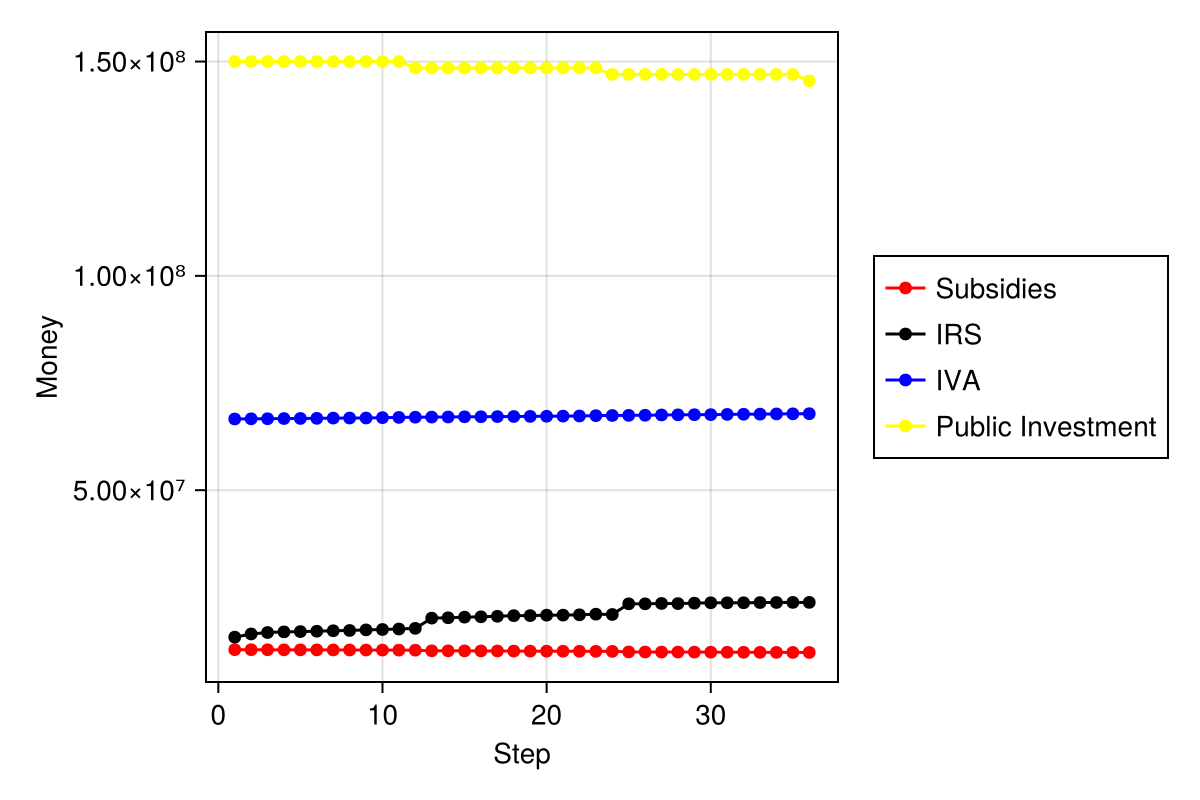 1.50×10⁸
1.00×10⁸
5.00×10⁷
Money
0 10 20 30
Step
Subsidies
IRS
IVA
Public Investment